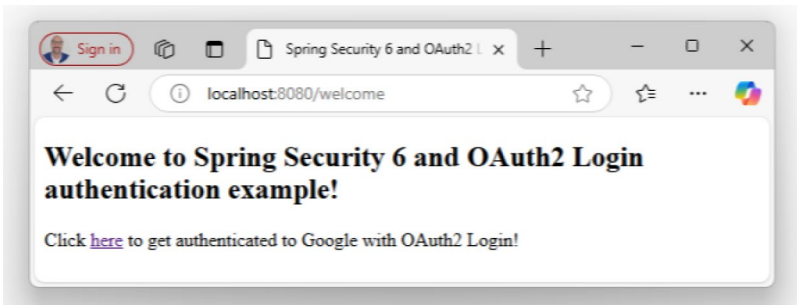 Sign in
Spring Security 6 and OAuth2 L
localhost:8080/welcome
Welcome to Spring Security 6 and OAuth2 Login
authentication example!
Click here to get authenticated to Google with OAuth2 Login!